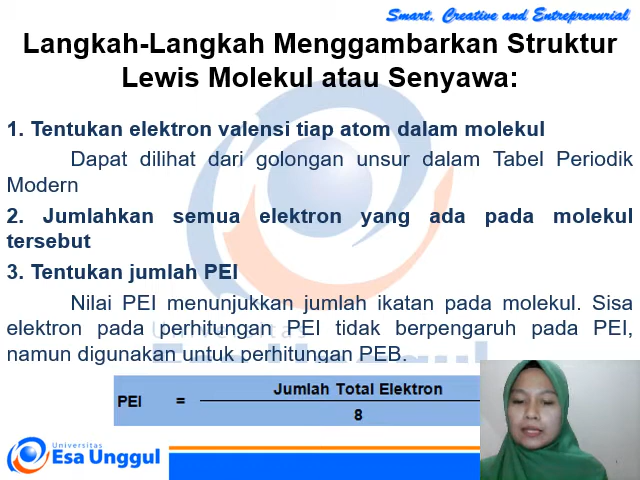 Smart, Creative and Entreprenurial
Langkah-Langkah Menggambarkan Struktur
Lewis Molekul atau Senyawa:
1. Tentukan elektron valensi tiap atom dalam molekul
Dapat dilihat dari golongan unsur dalam Tabel Periodik
Modern
2. Jumlahkan semua elektron yang ada pada molekul
tersebut
3. Tentukan jumlah PEI
Nilai PEI menunjukkan jumlah ikatan pada molekul. Sisa
elektron pada perhitungan PEI tidak berpengaruh pada PEI,
namun digunakan untuk perhitungan PEB.
Esa Unggul
Jumlah Total Elektron
PEI =
8
Universitas
Esa Unggul